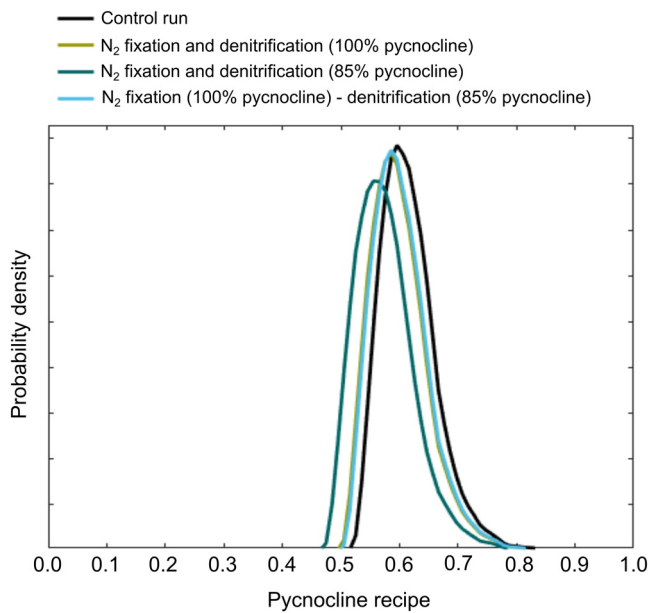 Control run
N₂ fixation and denitrification (100% pycnocline)
N₂ fixation and denitrification (85% pycnocline)
N₂ fixation (100% pycnocline) - denitrification (85% pycnocline)
Probability density
0.0 0.1 0.2 0.3 0.4 0.5 0.6 0.7 0.8 0.9 1.0
Pycnocline recipe